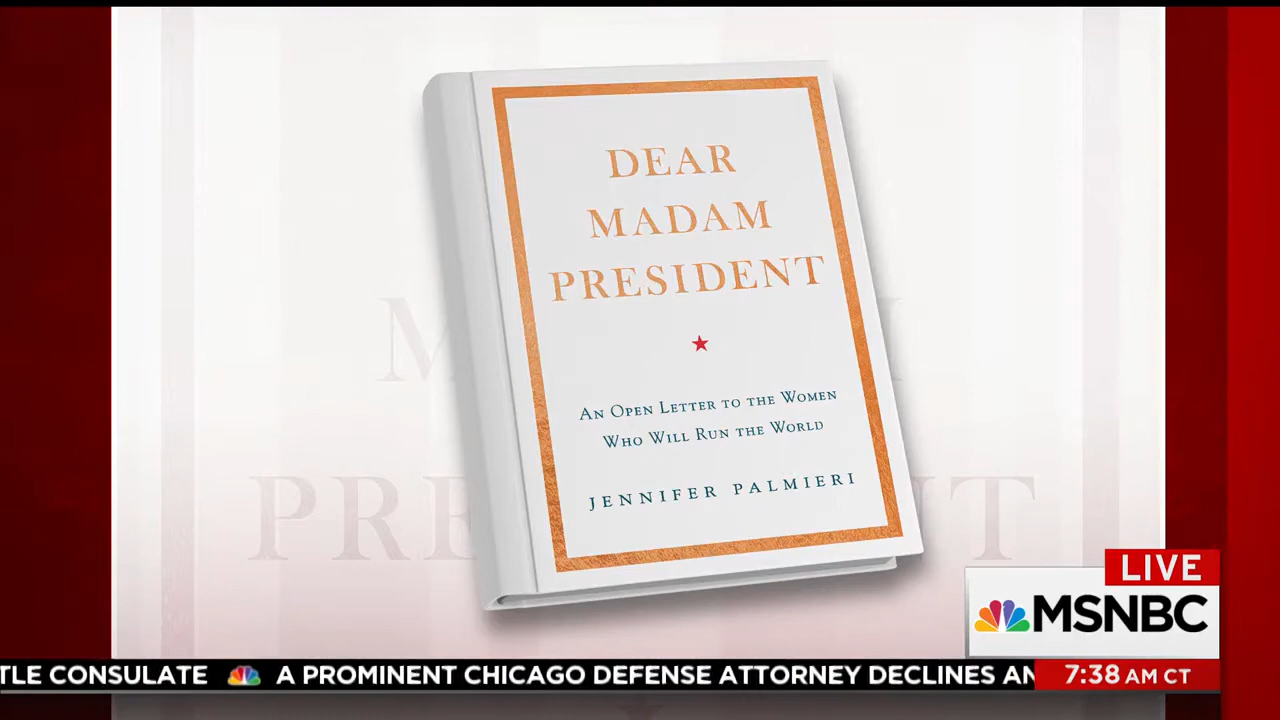 DEAR
MADAM
PRESIDENT
AN OPEN LETTER TO THE WOMEN
WHO WILL RUN THE WORLD
JENNIFER PALMIERI
LIVE
MSNBC
TLE CONSULATE A PROMINENT CHICAGO DEFENSE ATTORNEY DECLINES AN
7:38 AM CT